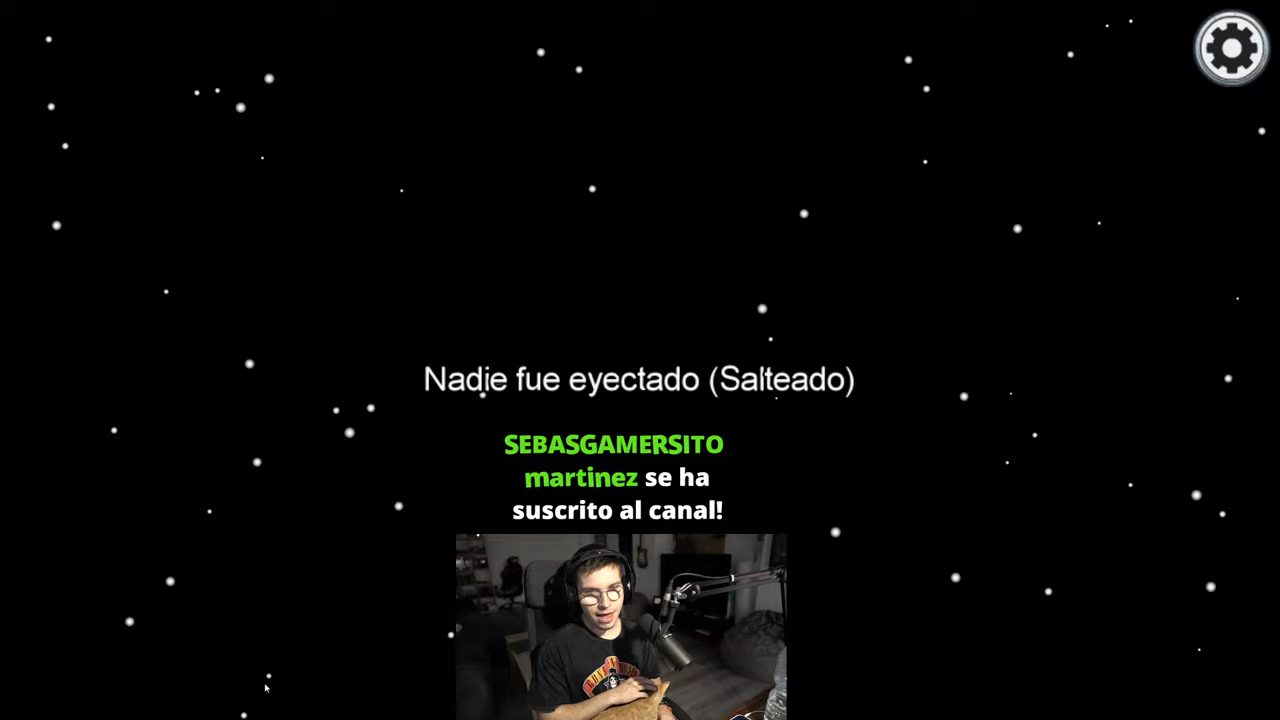 Nadie fue eyectado (Salteado)
SEBASGAMERSITO
martinez se ha
suscrito al canal!